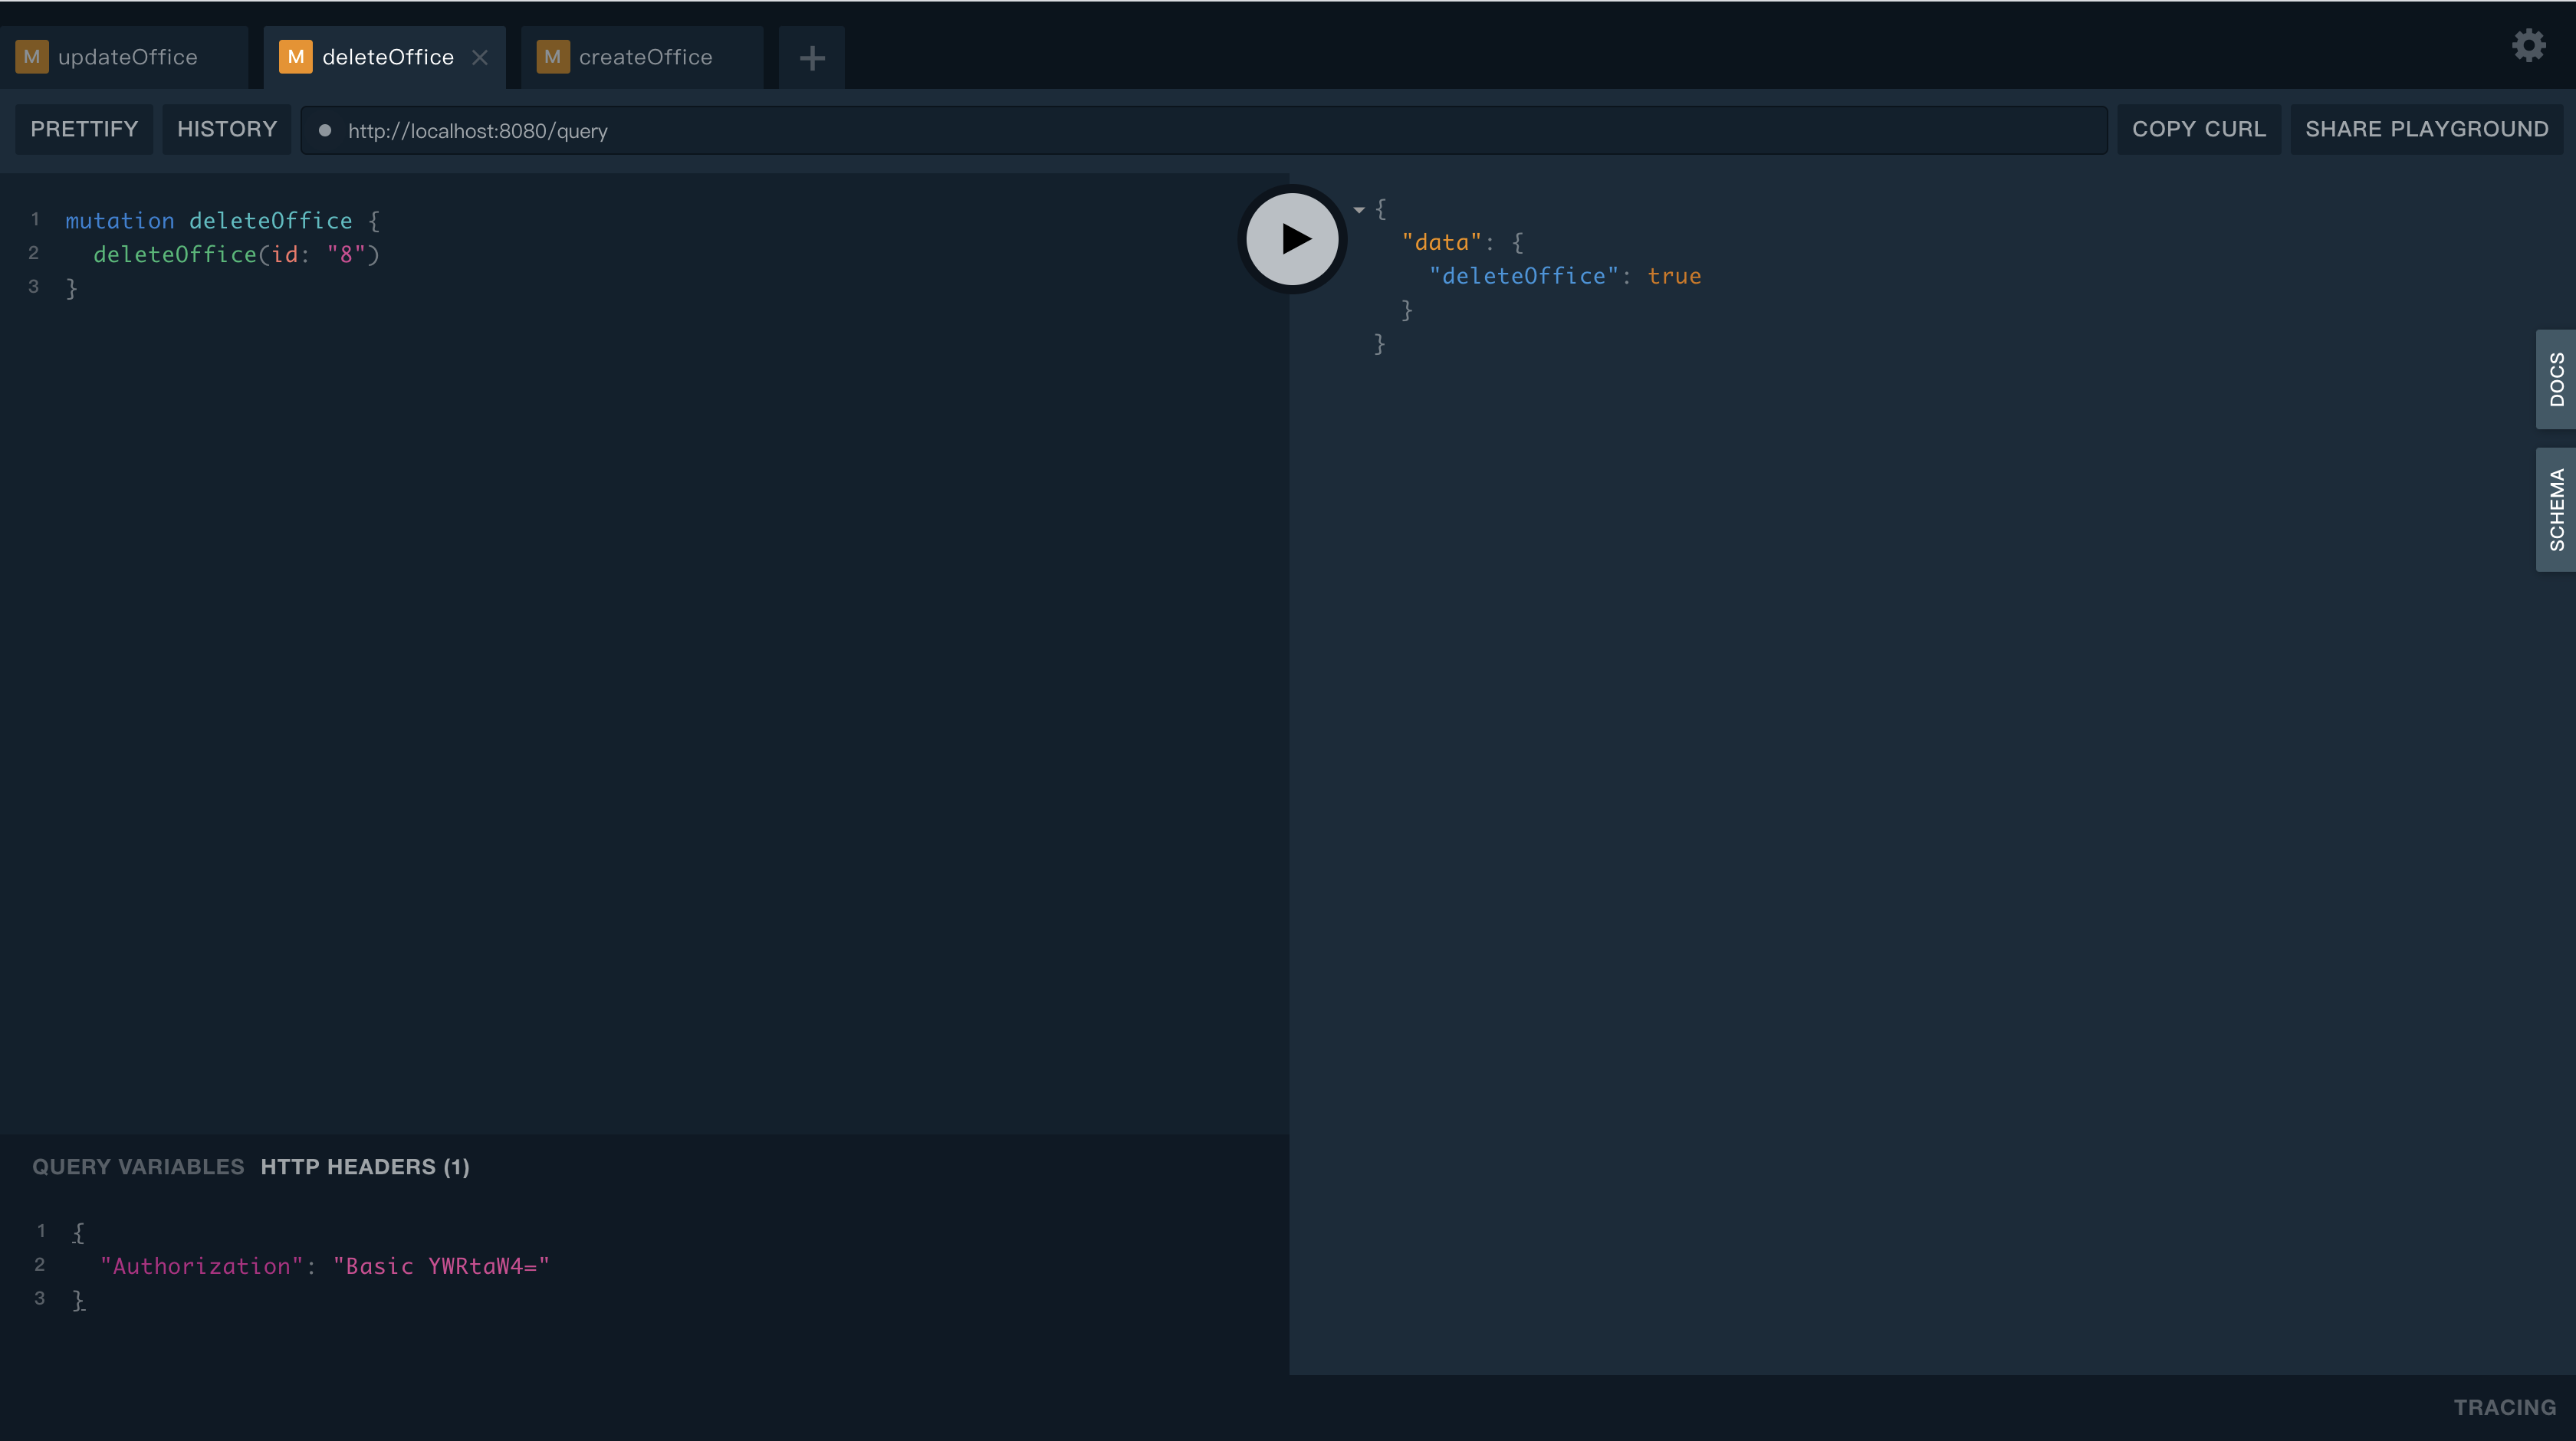 M updateOffice
M deleteOffice
M createOffice
PRETTIFY
HISTORY
http://localhost:8080/query
COPY CURL
SHARE PLAYGROUND
1 mutation deleteOffice {
2 deleteOffice(id: "8")
3 }
{
"data": {
"deleteOffice": true
}
}
DOCS
SCHEMA
QUERY VARIABLES HTTP HEADERS (1)
1 {
2 "Authorization": "Basic YWRtaW4="
3 }
TRACING